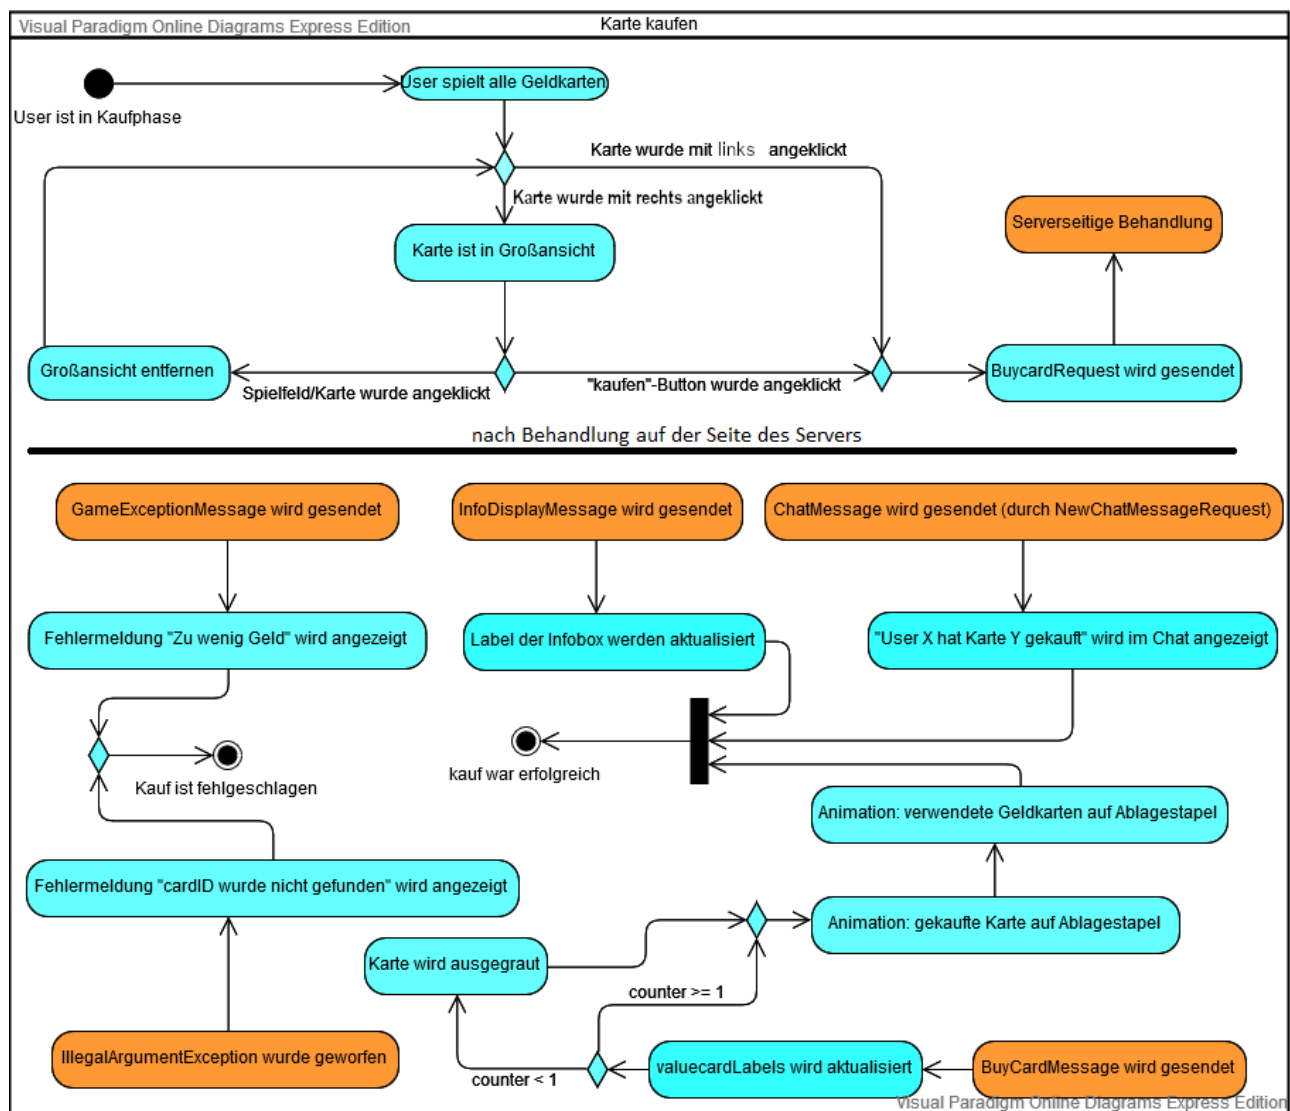 Visual Paradigm Online Diagrams Express Edition
Karte kaufen
User spielt alle Geldkarten
User ist in Kaufphase
Karte wurde mit links angeklickt
Karte wurde mit rechts angeklickt
Serverseitige Behandlung
Karte ist in Großansicht
Großansicht entfernen
BuycardRequest wird gesendet
Spielfeld/Karte wurde angeklickt
"kaufen"-Button wurde angeklickt
nach Behandlung auf der Seite des Servers
GameExceptionMessage wird gesendet
InfoDisplayMessage wird gesendet
ChatMessage wird gesendet (durch NewChatMessageRequest)
Fehlermeldung "Zu wenig Geld" wird angezeigt
Label der Infobox werden aktualisiert
"User X hat Karte Y gekauft" wird im Chat angezeigt
kauf war erfolgreich
Kauf ist fehlgeschlagen
Animation: verwendete Geldkarten auf Ablagestapel
Fehlermeldung "cardID wurde nicht gefunden" wird angezeigt
Animation: gekaufte Karte auf Ablagestapel
Karte wird ausgegraut
counter >= 1
IllegalArgumentException wurde geworfen
counter < 1
valuecardLabels wird aktualisiert
BuyCardMessage wird gesendet
Visual Paradigm Online Diagrams Express Edition